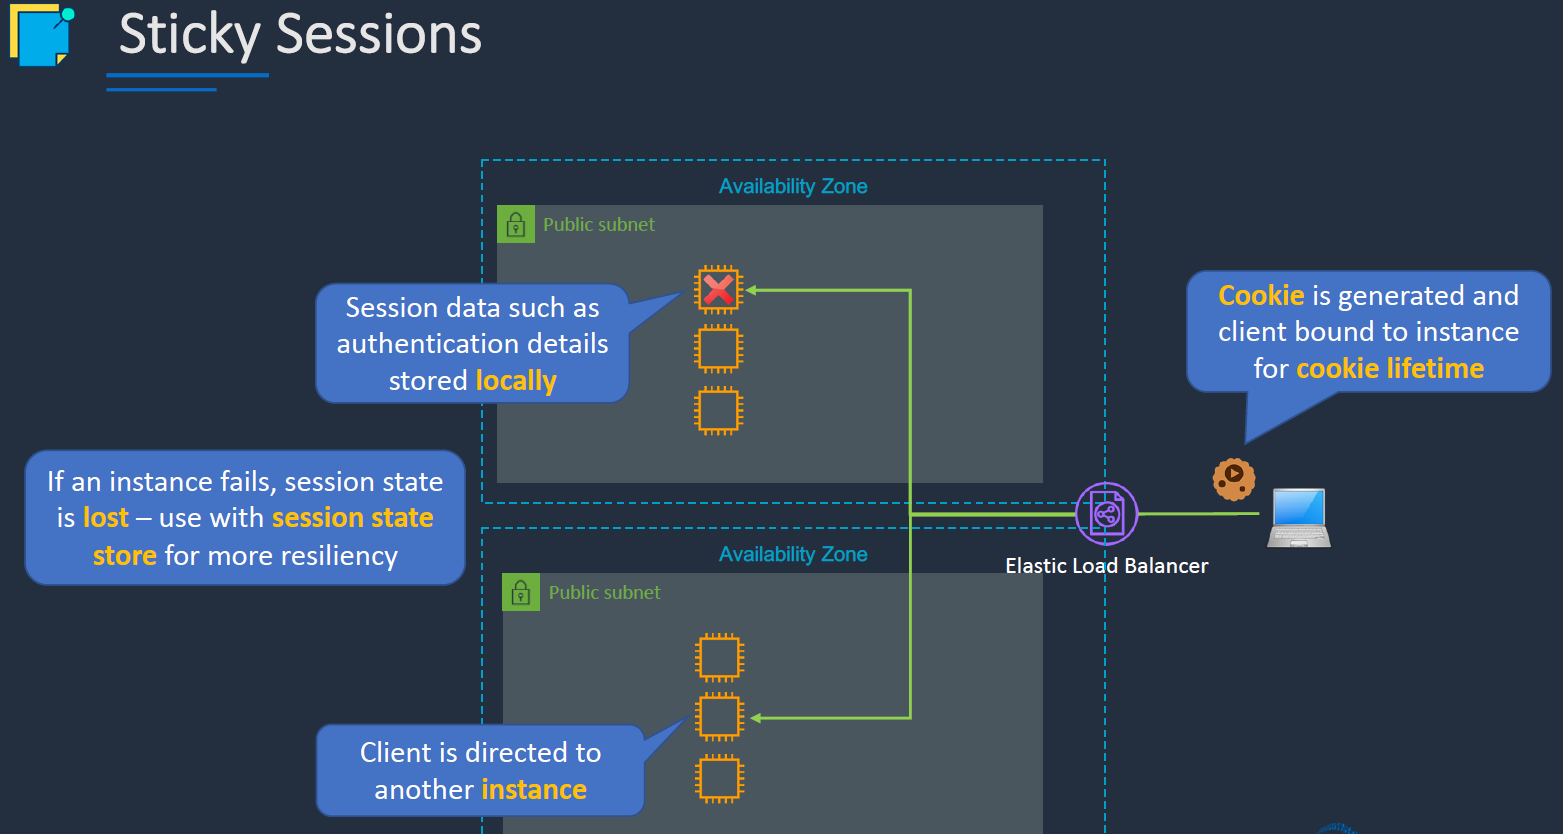 Sticky Sessions
Availability Zone
Public subnet
Session data such as
authentication details
stored locally
Cookie is generated and
client bound to instance
for cookie lifetime
If an instance fails, session state
is lost – use with session state
store for more resiliency
Elastic Load Balancer
Availability Zone
Public subnet
Client is directed to
another instance